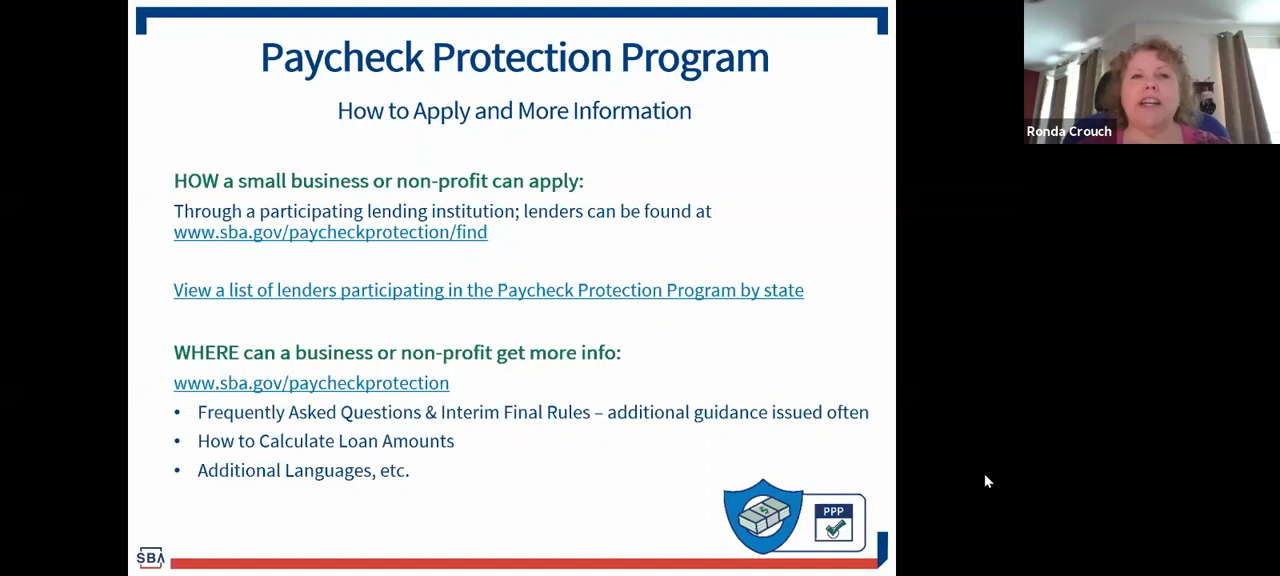 Paycheck Protection Program
How to Apply and More Information
HOW a small business or non-profit can apply:
Through a participating lending institution; lenders can be found at
www.sba.gov/paycheckprotection/find
View a list of lenders participating in the Paycheck Protection Program by state
WHERE can a business or non-profit get more info:
www.sba.gov/paycheckprotection
• Frequently Asked Questions & Interim Final Rules – additional guidance issued often
• How to Calculate Loan Amounts
• Additional Languages, etc.
$
PPP
SBA
Ronda Crouch